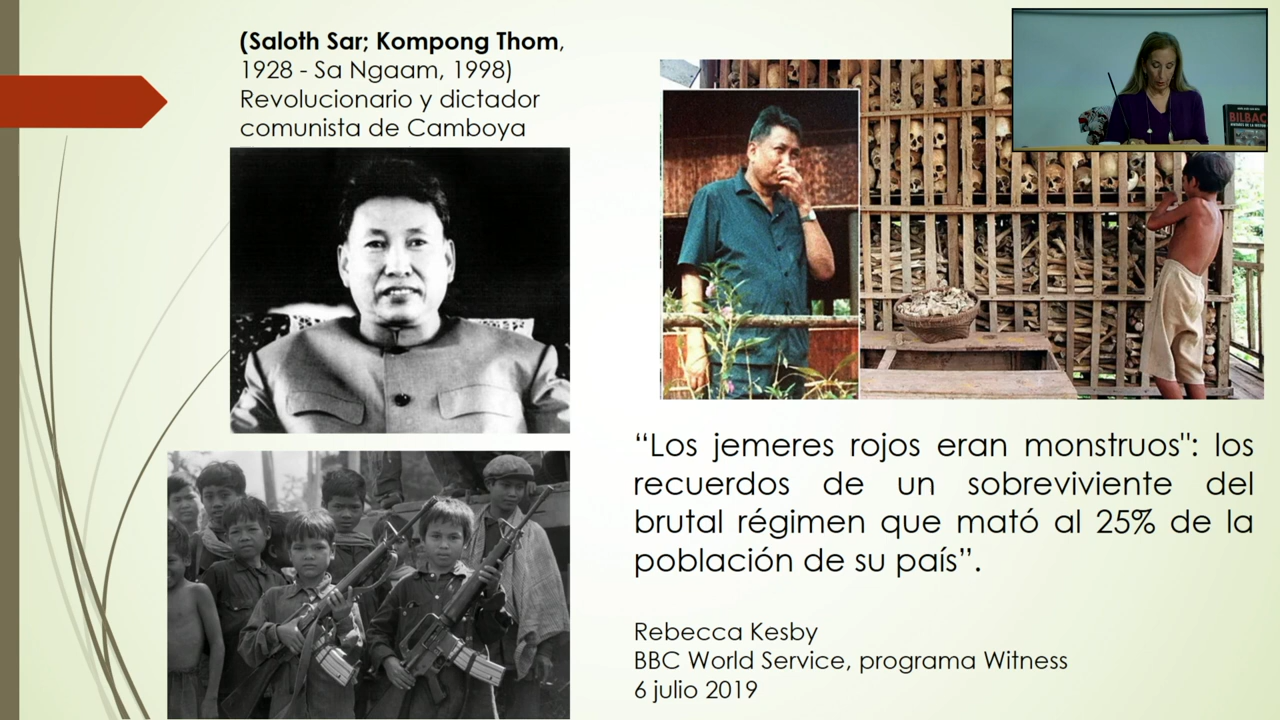 (Saloth Sar; Kompong Thom,
1928 - Sa Ngaam, 1998)
Revolucionario y dictador
comunista de Camboya
“Los jemeres rojos eran monstruos": los
recuerdos de un sobreviviente del
brutal régimen que mató al 25% de la
población de su país”.
Rebecca Kesby
BBC World Service, programa Witness
6 julio 2019
BILBAO